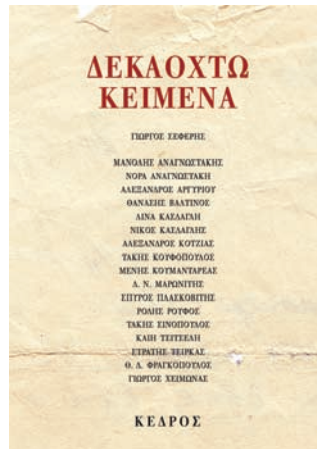 ΔΕΚΑΟΧΤΩ
ΚΕΙΜΕΝΑ
ΓΙΩΡΓΟΣ ΣΕΦΕΡΗΣ
ΜΑΝΟΛΗΣ ΑΝΑΓΝΩΣΤΑΚΗΣ
ΝΟΡΑ ΑΝΑΓΝΩΣΤΑΚΗ
ΑΛΕΞΑΝΔΡΟΣ ΑΡΓΥΡΙΟΥ
ΘΑΝΑΣΗΣ ΒΑΛΤΙΝΟΣ
ΛΙΝΑ ΚΑΣΔΑΓΛΗ
ΝΙΚΟΣ ΚΑΣΔΑΓΛΗΣ
ΑΛΕΞΑΝΔΡΟΣ ΚΟΤΖΙΑΣ
ΤΑΚΗΣ ΚΟΥΦΟΠΟΥΛΟΣ
ΜΕΝΗΣ ΚΟΥΜΑΝΤΑΡΕΑΣ
Δ. Ν. ΜΑΡΩΝΙΤΗΣ
ΣΠΥΡΟΣ ΠΛΑΣΚΟΒΙΤΗΣ
ΡΟΔΗΣ ΡΟΥΦΟΣ
ΤΑΚΗΣ ΣΙΝΟΠΟΥΛΟΣ
ΚΑΙΗ ΤΣΙΤΣΕΛΗ
ΣΤΡΑΤΗΣ ΤΣΙΡΚΑΣ
Θ. Δ. ΦΡΑΓΚΟΠΟΥΛΟΣ
ΓΙΩΡΓΟΣ ΧΕΙΜΩΝΑΣ
ΚΕΔΡΟΣ